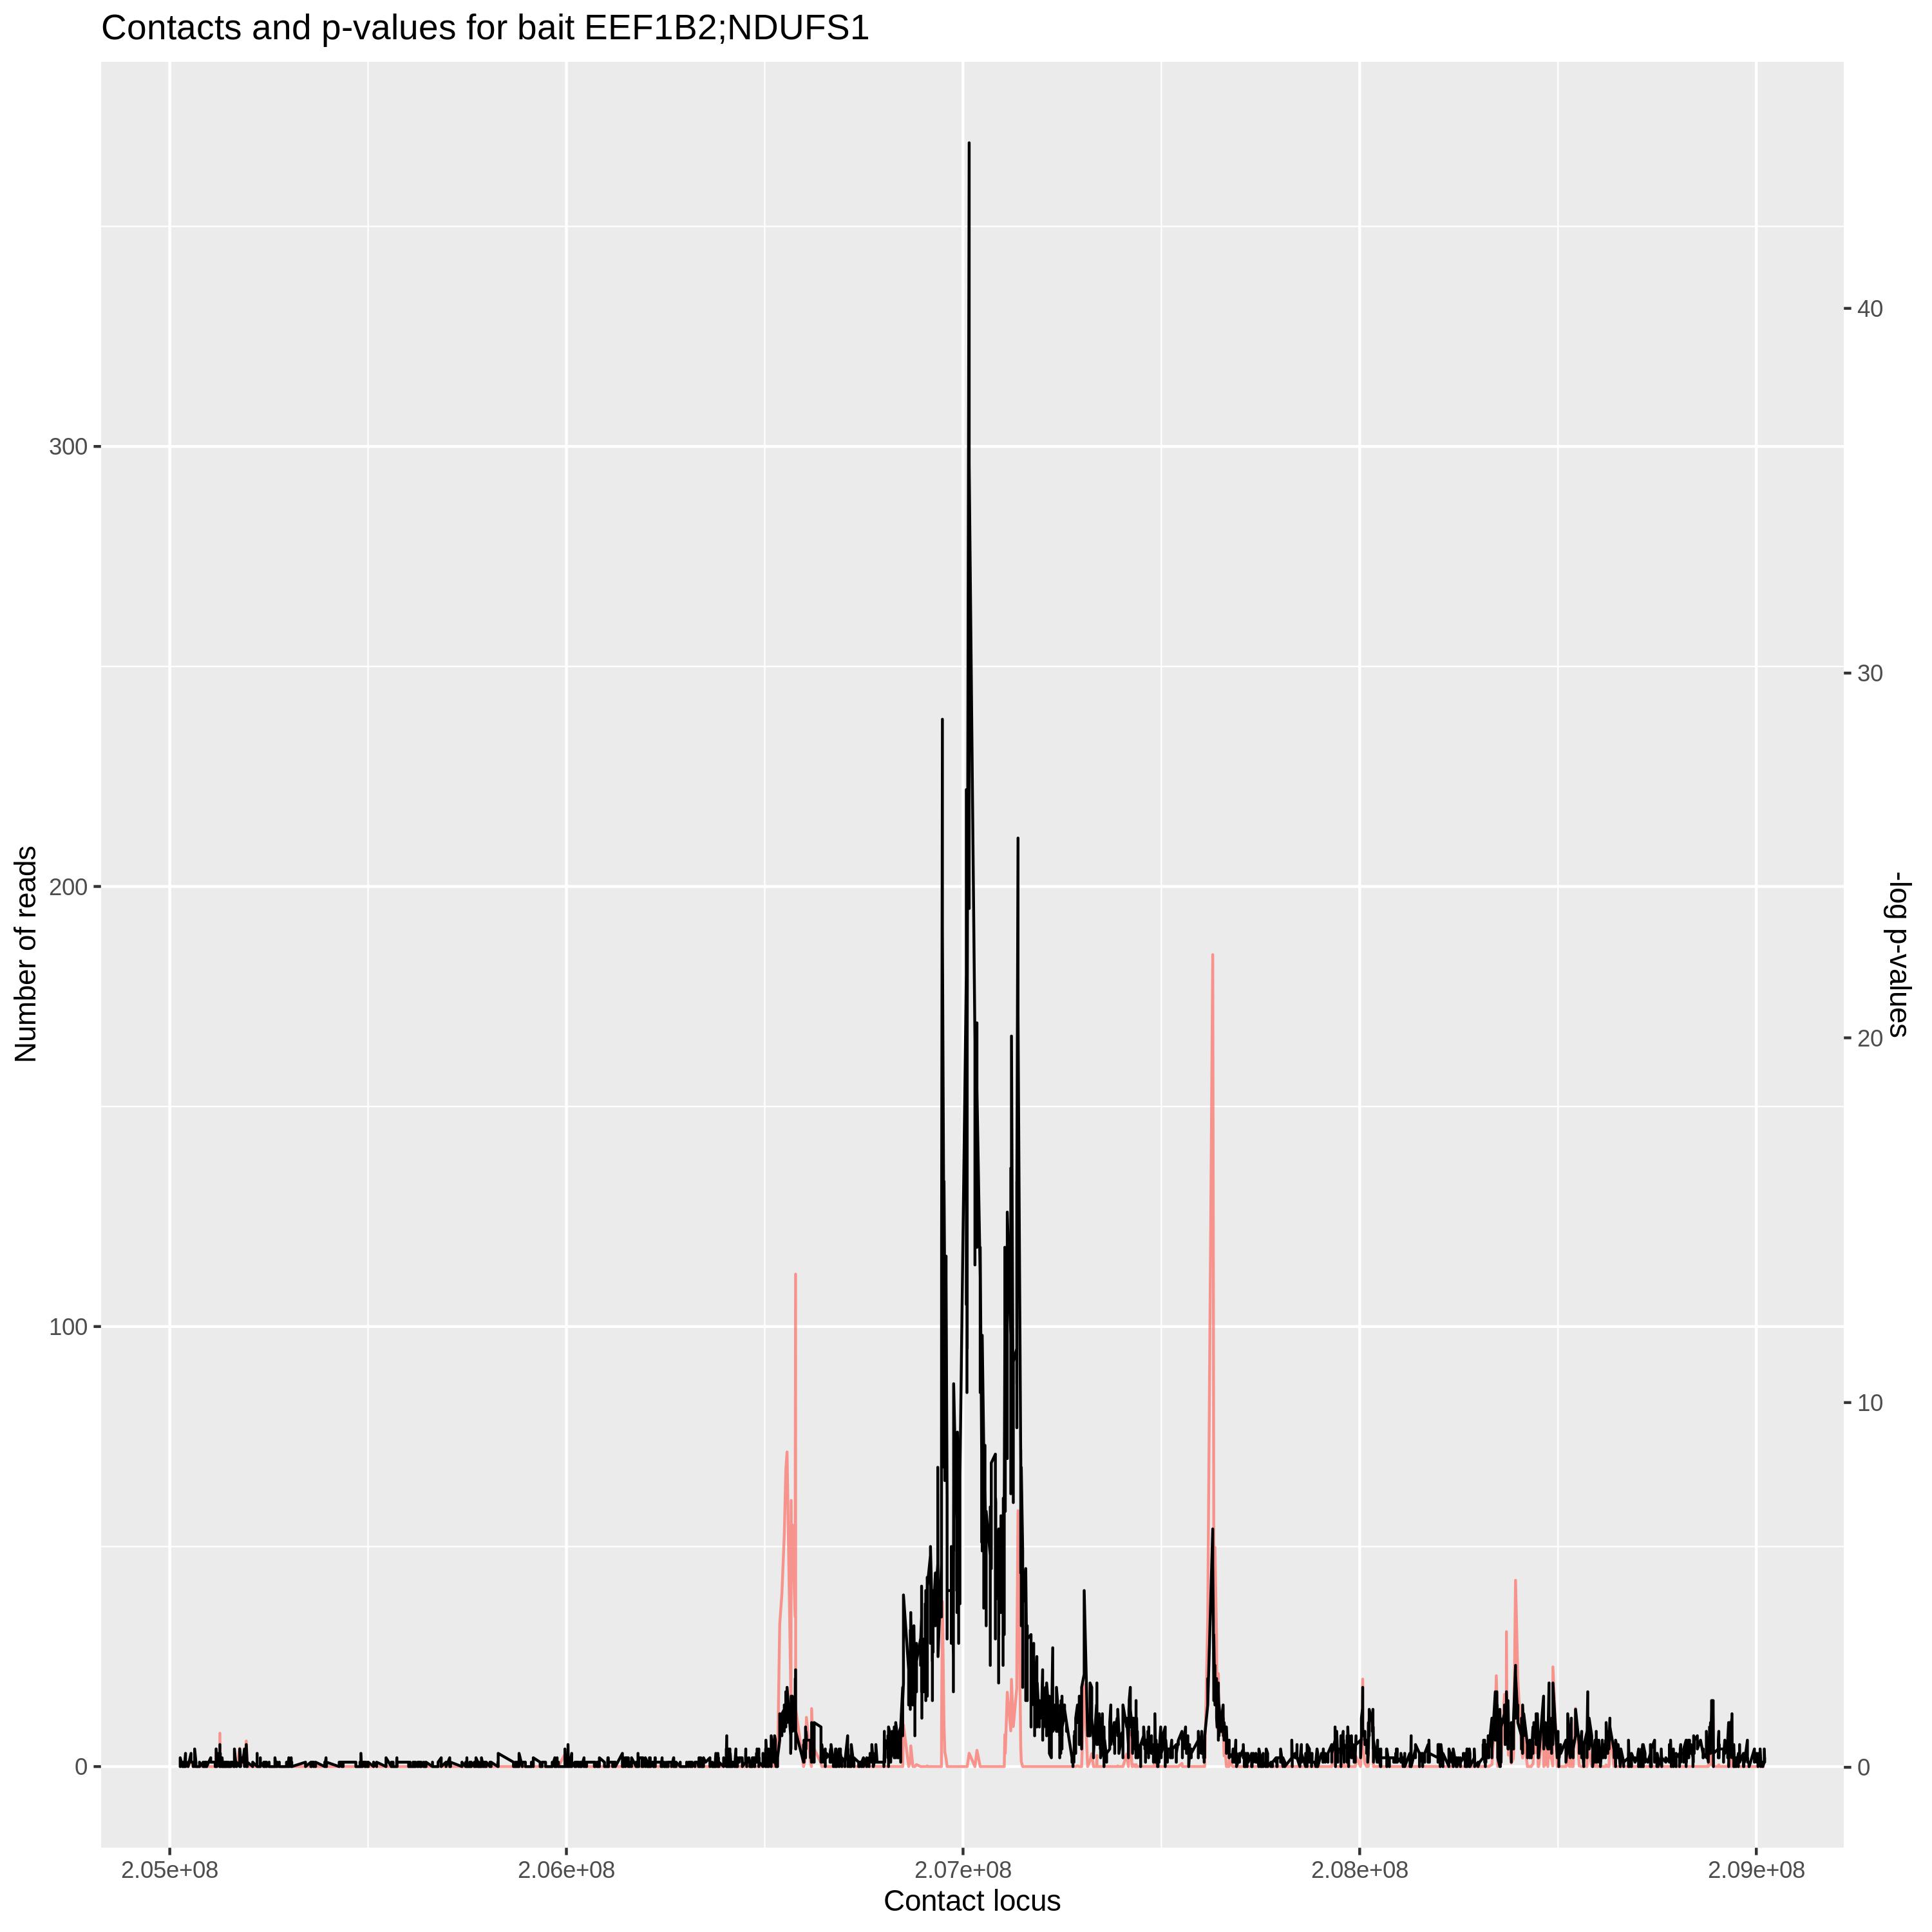 Contacts and p-values for bait EEF1B2;NDUFS1
Number of reads
300
200
100
0
-log p-values
40
30
20
10
0
2.05e+08
2.06e+08
2.07e+08
2.08e+08
2.09e+08
Contact locus